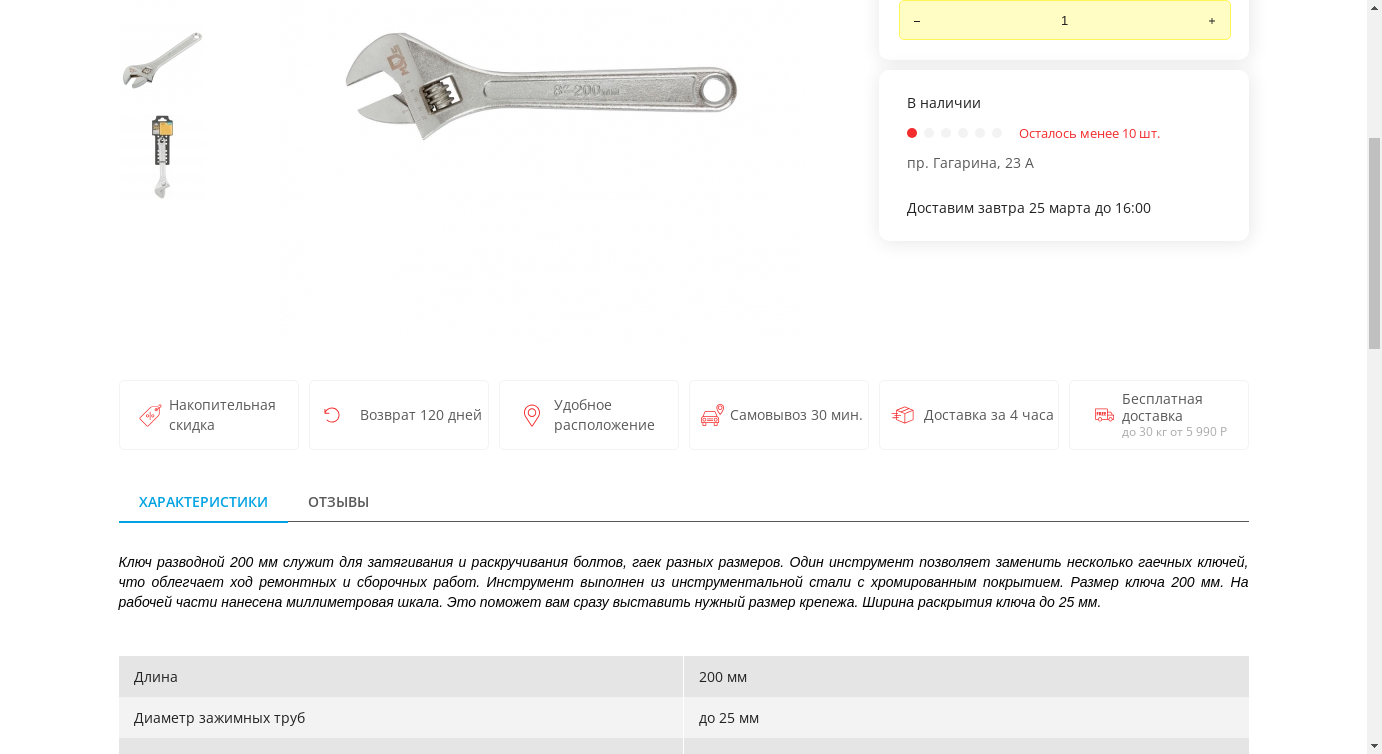 −
1
+
8"-200мм
В наличии
Осталось менее 10 шт.
пр. Гагарина, 23 А
Доставим завтра 25 марта до 16:00
Накопительная
скидка
Возврат 120 дней
Удобное
расположение
Самовывоз 30 мин.
Доставка за 4 часа
FREE
Бесплатная
доставка
до 30 кг от 5 990 Р
ХАРАКТЕРИСТИКИ
ОТЗЫВЫ
Ключ разводной 200 мм служит для затягивания и раскручивания болтов, гаек разных размеров. Один инструмент позволяет заменить несколько гаечных ключей,
что облегчает ход ремонтных и сборочных работ. Инструмент выполнен из инструментальной стали с хромированным покрытием. Размер ключа 200 мм. На
рабочей части нанесена миллиметровая шкала. Это поможет вам сразу выставить нужный размер крепежа. Ширина раскрытия ключа до 25 мм.
Длина
200 мм
Диаметр зажимных труб
до 25 мм